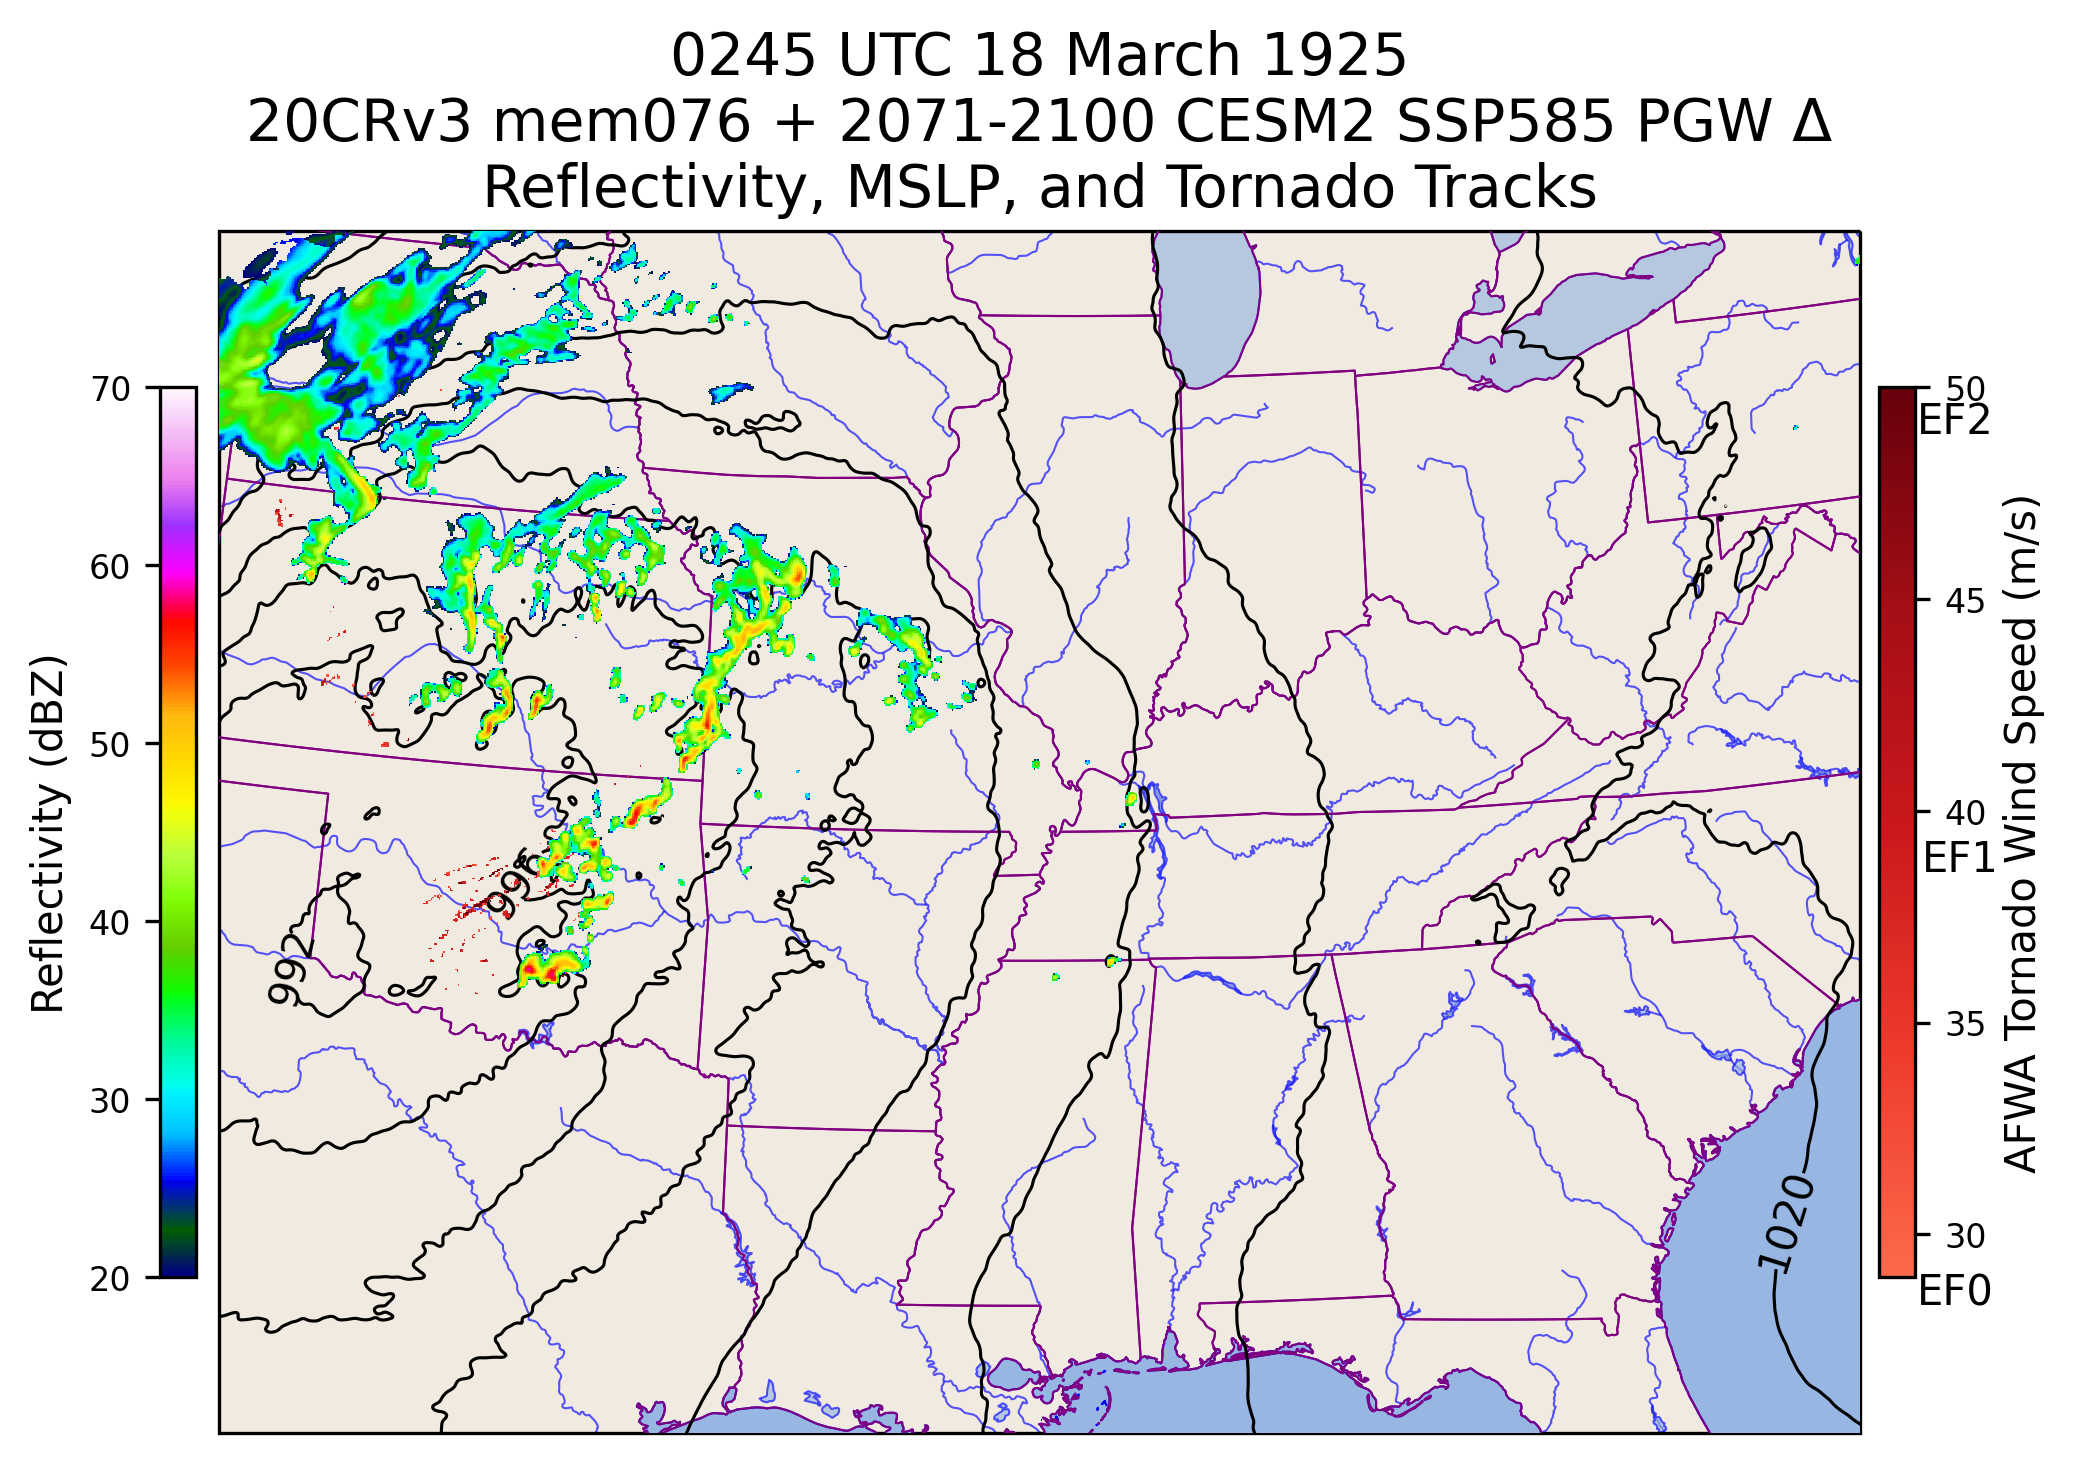 0245 UTC 18 March 1925
20CRv3 mem076 + 2071-2100 CESM2 SSP585 PGW Δ
Reflectivity, MSLP, and Tornado Tracks
70
60
50
40
30
20
Reflectivity (dBZ)
996
992
1020
50
EF2
45
40
EF1
35
30
EF0
AFWA Tornado Wind Speed (m/s)